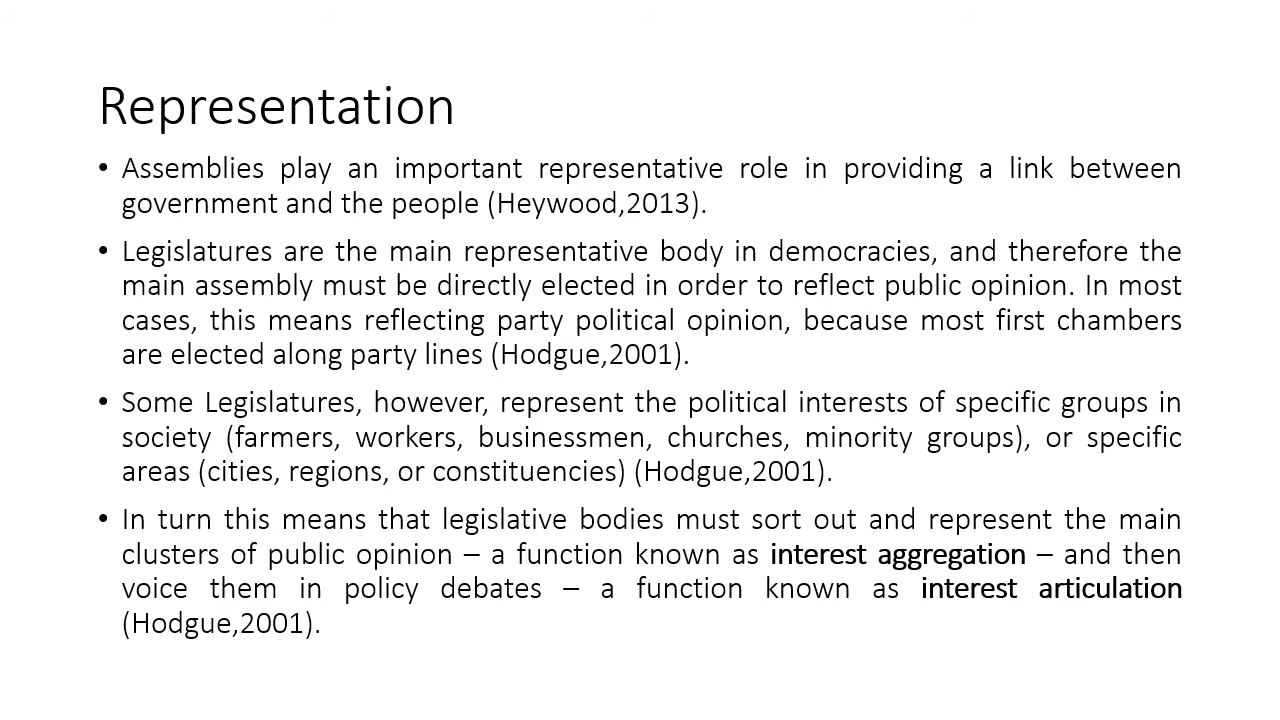 Representation
• Assemblies play an important representative role in providing a link between
government and the people (Heywood,2013).
• Legislatures are the main representative body in democracies, and therefore the
main assembly must be directly elected in order to reflect public opinion. In most
cases, this means reflecting party political opinion, because most first chambers
are elected along party lines (Hodgue,2001).
• Some Legislatures, however, represent the political interests of specific groups in
society (farmers, workers, businessmen, churches, minority groups), or specific
areas (cities, regions, or constituencies) (Hodgue,2001).
• In turn this means that legislative bodies must sort out and represent the main
clusters of public opinion – a function known as interest aggregation – and then
voice them in policy debates – a function known as interest articulation
(Hodgue,2001).